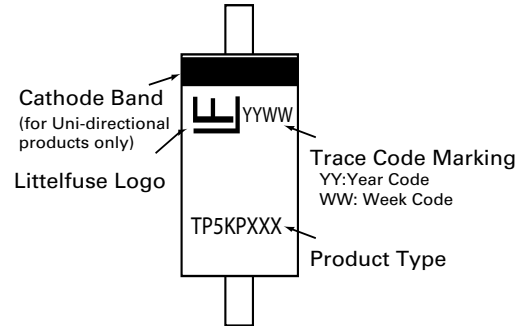 Cathode Band
(for Uni-directional
products only)
Littelfuse Logo
YYWW
Trace Code Marking
YY:Year Code
WW: Week Code
TP5KPXXX
Product Type